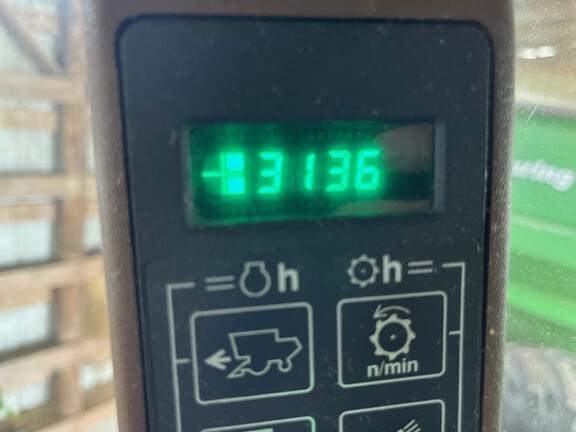 3136
=h h=
n/min